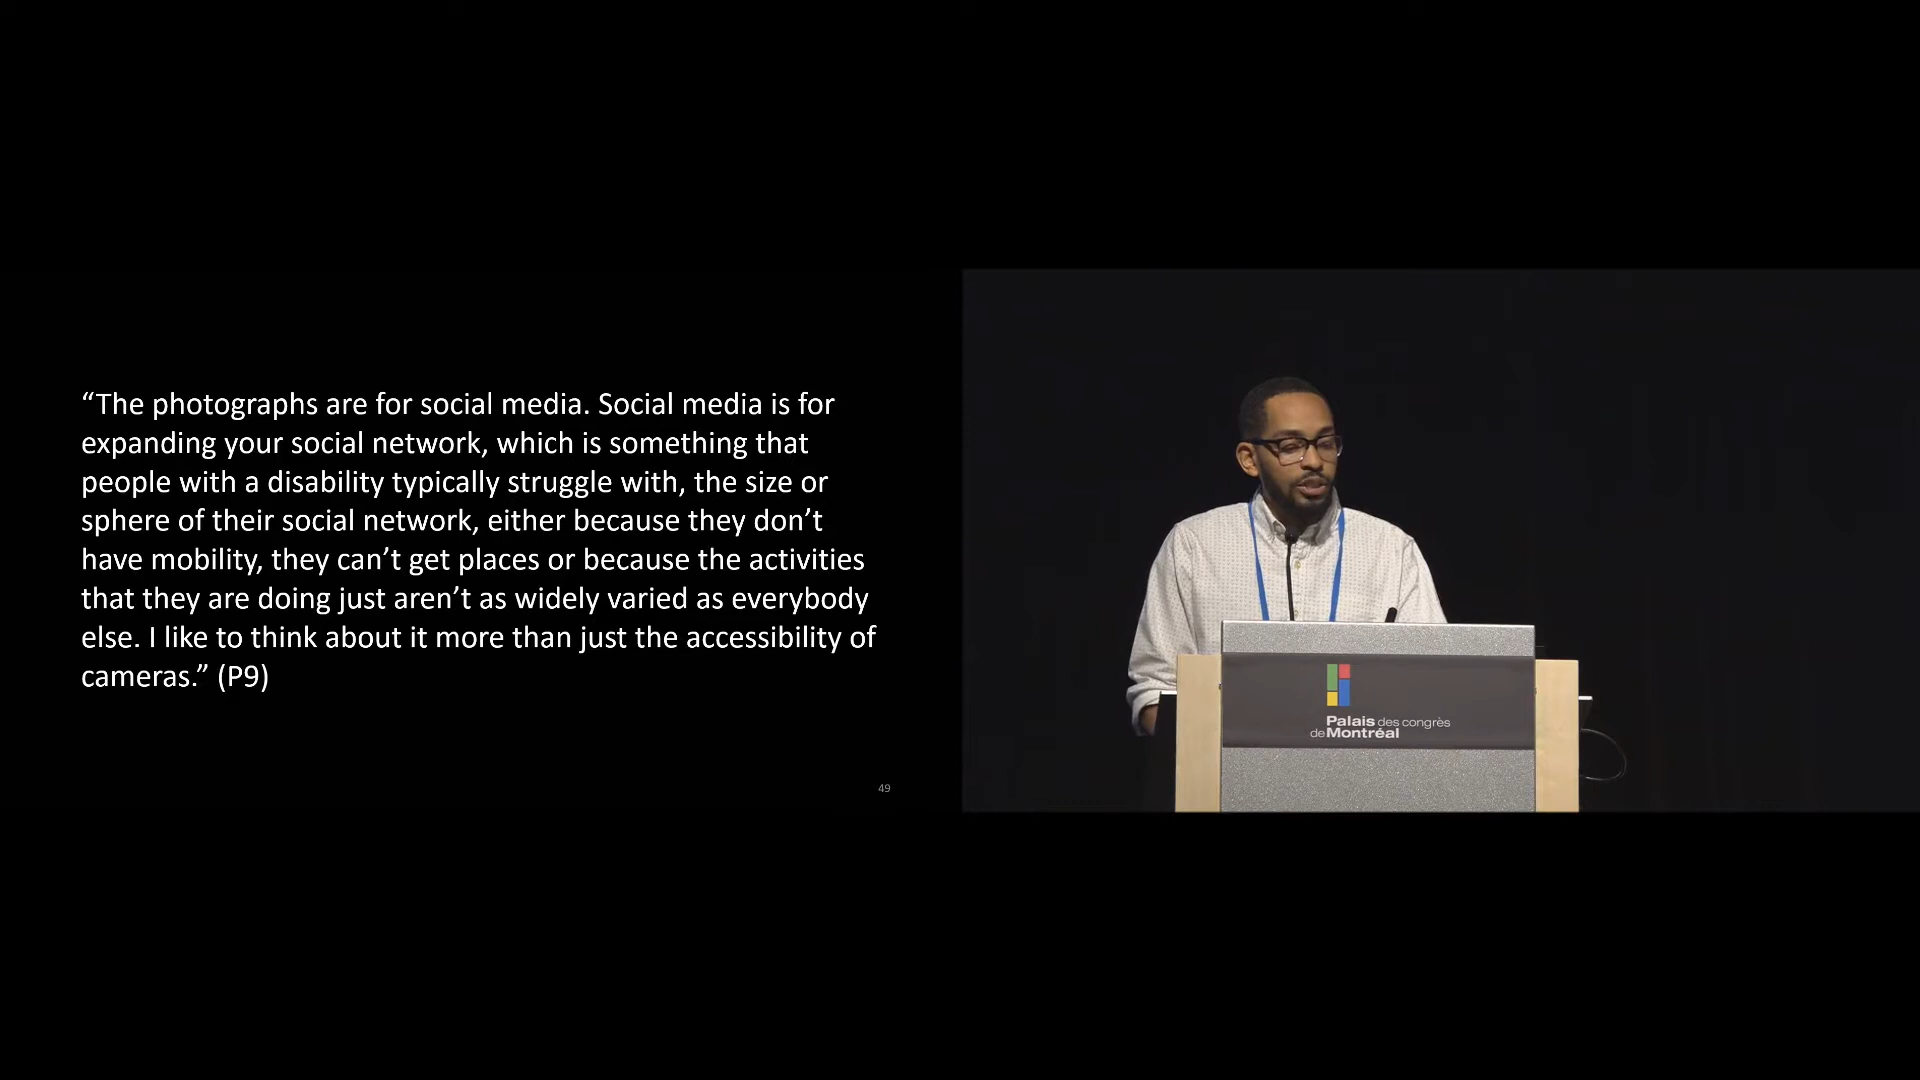 “The photographs are for social media. Social media is for
expanding your social network, which is something that
people with a disability typically struggle with, the size or
sphere of their social network, either because they don’t
have mobility, they can’t get places or because the activities
that they are doing just aren’t as widely varied as everybody
else. I like to think about it more than just the accessibility of
cameras.” (P9)
49
Palais des congrès
de Montréal